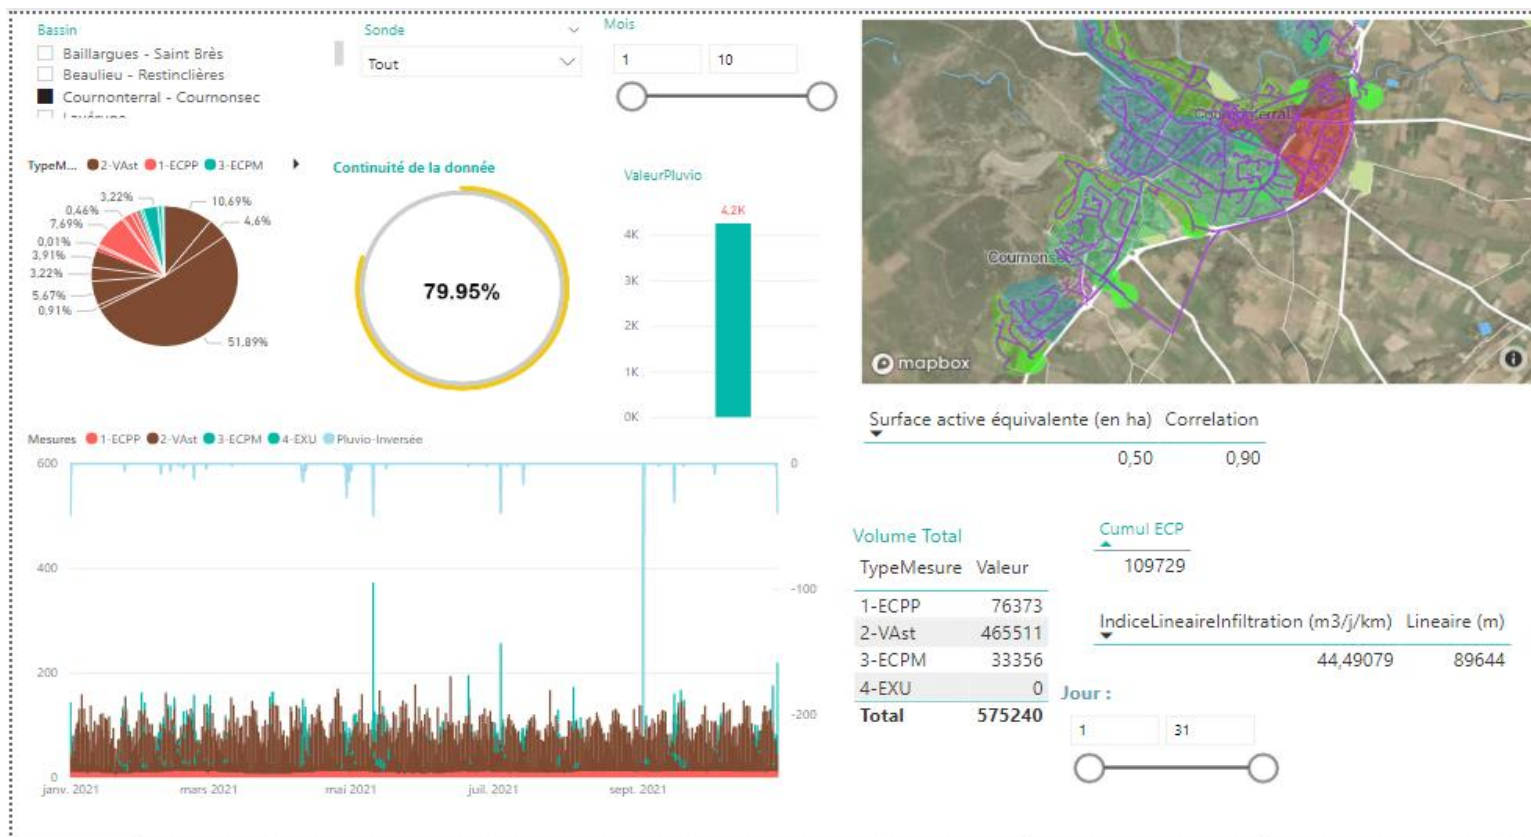 Bassin
Baillargues - Saint Brès
Beaulieu - Restinclières
Cournonterral - Cournonsec
Sonde
Tout
Mois
1 10
TypeM... 2-VAst 1-ECPP 3-ECPM
3,22%
0,46%
7,69%
0,01%
3,91%
3,22%
5,67%
0,91%
10,69%
4,6%
51,89%
Continuité de la donnée
79.95%
ValeurPluvio
4,2K
4K
3K
2K
1K
0K
Cournonterral
Cournonse
mapbox
Surface active équivalente (en ha) Correlation
0,50 0,90
Mesures 1-ECPP 2-VAst 3-ECPM 4-EXU Pluvio-Inversée
600
400
200
0
0
-100
-200
janv. 2021 mars 2021 mai 2021 juil. 2021 sept. 2021
Volume Total
TypeMesure Valeur
1-ECPP 76373
2-VAst 465511
3-ECPM 33356
4-EXU 0
Total 575240
Cumul ECP
109729
IndiceLineaireInfiltration (m3/j/km) Lineaire (m)
44,49079 89644
Jour :
1 31